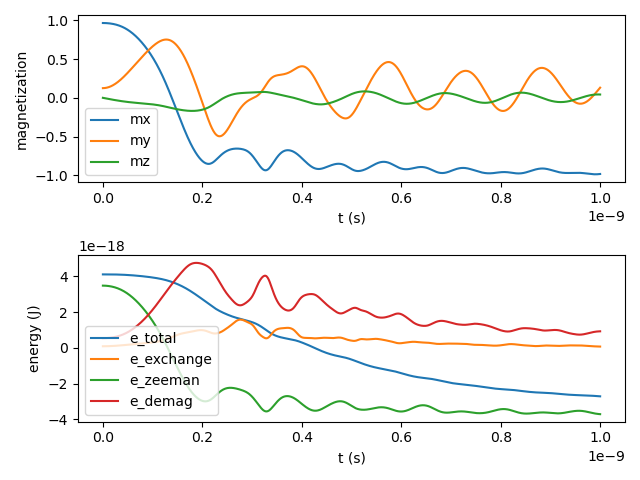 1.0
0.5
0.0
−0.5
−1.0
magnetization
mx
my
mz
0.0 0.2 0.4 0.6 0.8 1.0
t (s)
1e−9
1e−18
4
2
0
−2
−4
energy (J)
e_total
e_exchange
e_zeeman
e_demag
0.0 0.2 0.4 0.6 0.8 1.0
t (s)
1e−9